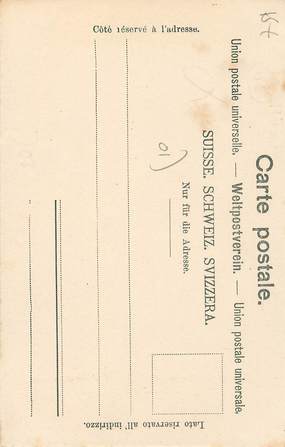 Carte postale.
Union postale universelle. — Weltpostverein. — Union postale universale.
SUISSE. SCHWEIZ. SVIZZERA.
Nur für die Adresse.
Côté réservé à l'adresse.
Lato riservato all' indirizzo.